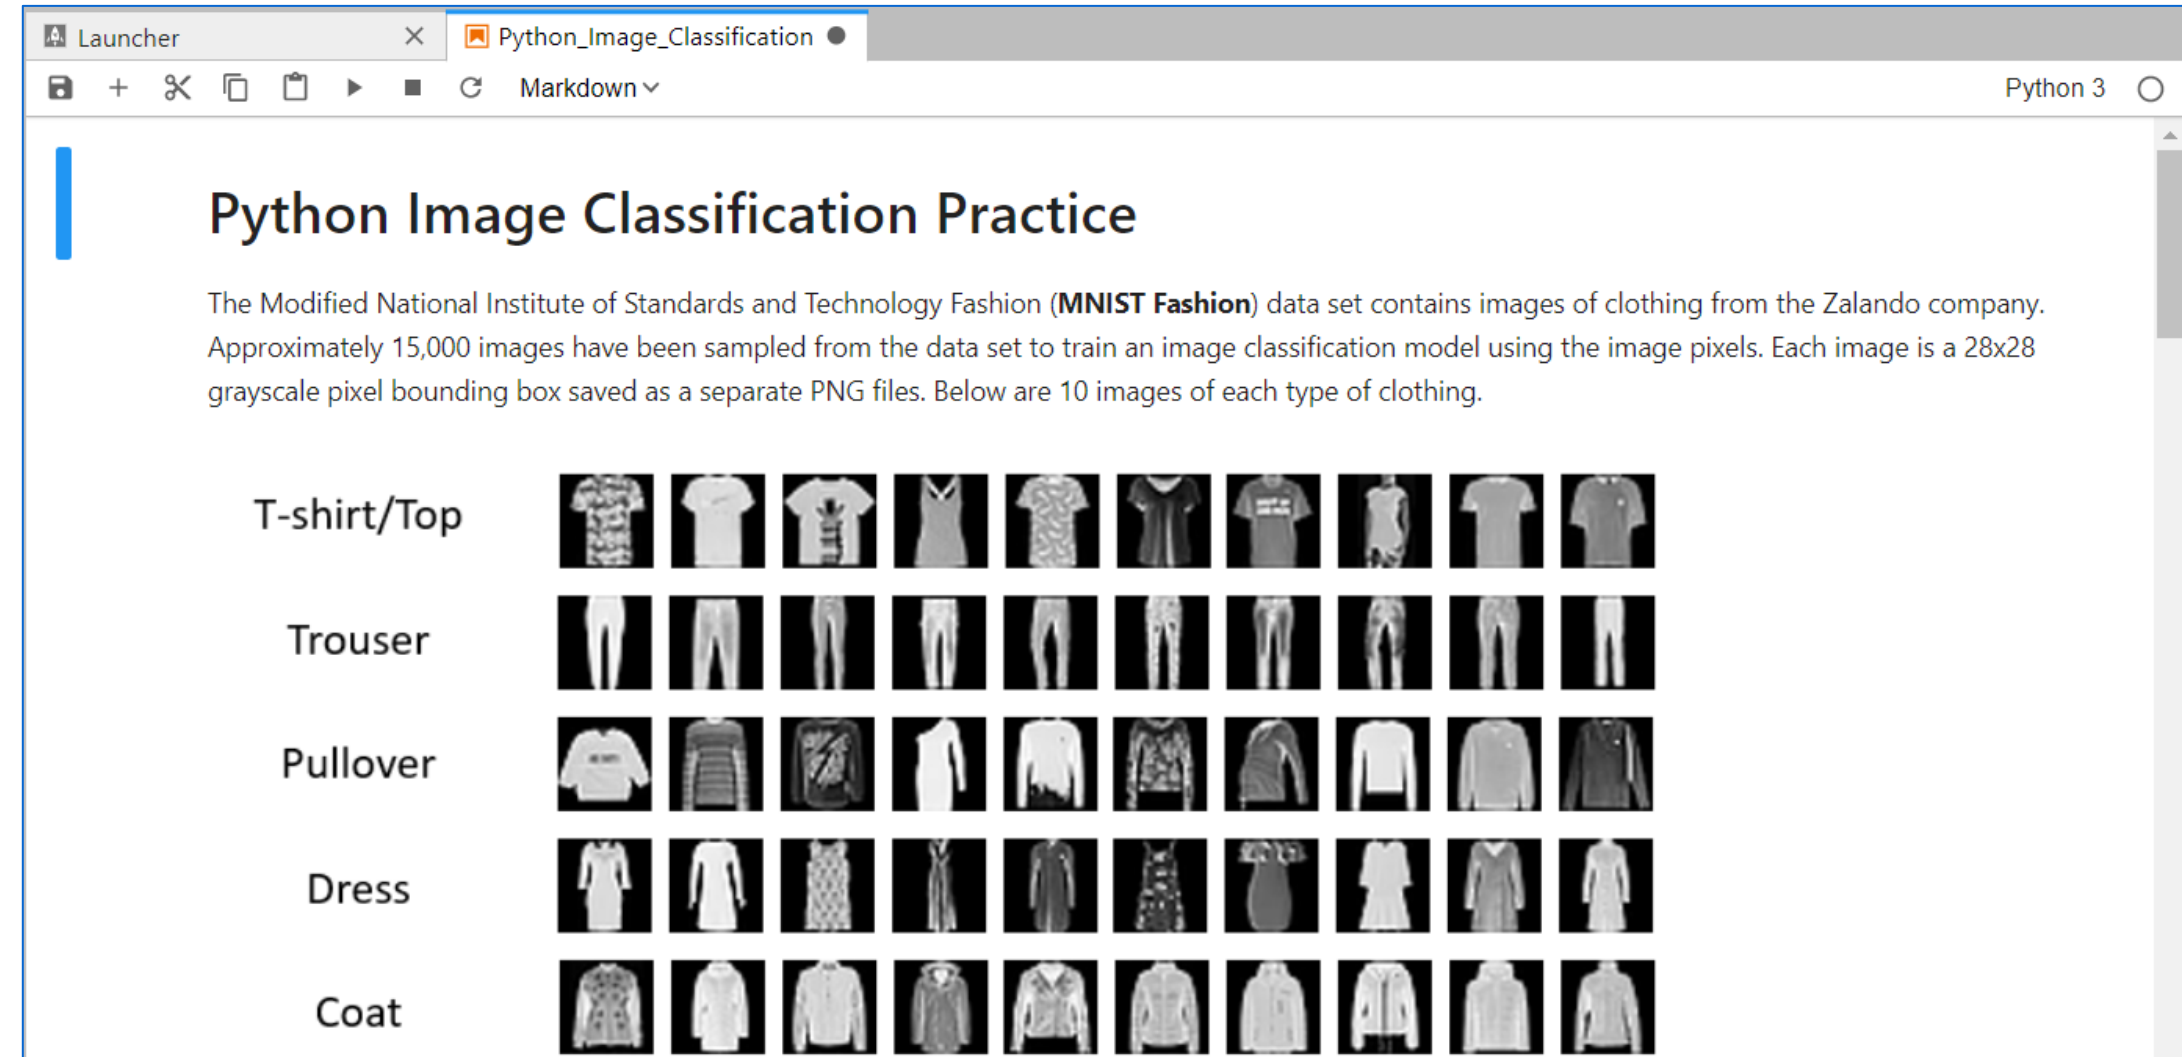 Launcher
Python_Image_Classification
Markdown
Python 3
Python Image Classification Practice
The Modified National Institute of Standards and Technology Fashion (MNIST Fashion) data set contains images of clothing from the Zalando company.
Approximately 15,000 images have been sampled from the data set to train an image classification model using the image pixels. Each image is a 28x28
grayscale pixel bounding box saved as a separate PNG files. Below are 10 images of each type of clothing.
T-shirt/Top
Trouser
Pullover
Dress
Coat